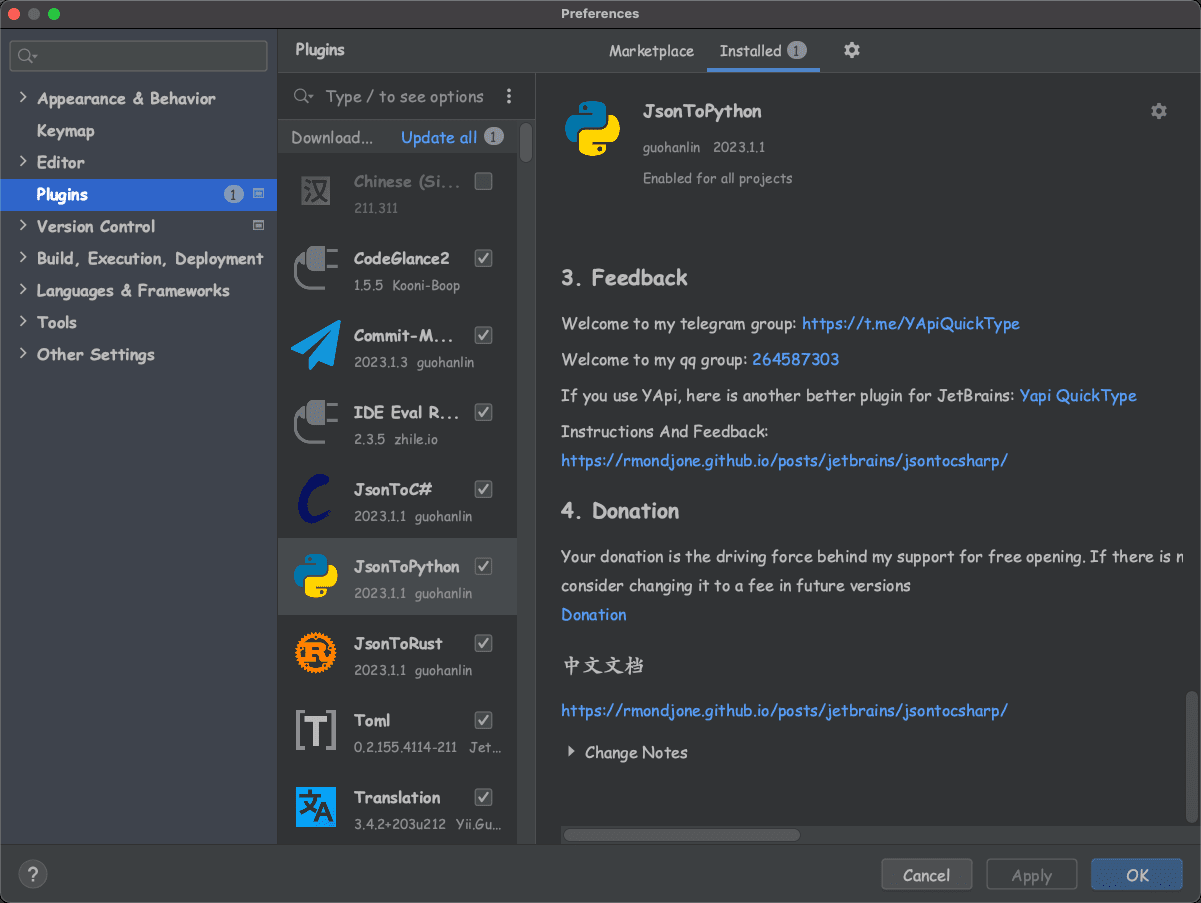 Preferences
Plugins
Marketplace
Installed 1
Appearance & Behavior
Keymap
Editor
Plugins 1
Version Control
Build, Execution, Deployment
Languages & Frameworks
Tools
Other Settings
Type / to see options
Download... Update all 1
汉
Chinese (Si...
211.311
CodeGlance2
1.5.5 Kooni-Boop
Commit-M...
2023.1.3 guohanlin
IDE Eval R...
2.3.5 zhile.io
C
JsonToC#
2023.1.1 guohanlin
JsonToPython
2023.1.1 guohanlin
R
JsonToRust
2023.1.1 guohanlin
[T]
Toml
0.2.155.4114-211 Jet...
文A
Translation
3.4.2+203u212 Yii.Gu...
JsonToPython
guohanlin 2023.1.1
Enabled for all projects
3. Feedback
Welcome to my telegram group: https://t.me/YApiQuickType
Welcome to my qq group: 264587303
If you use YApi, here is another better plugin for JetBrains: Yapi QuickType
Instructions And Feedback:
https://rmondjone.github.io/posts/jetbrains/jsontocsharp/
4. Donation
Your donation is the driving force behind my support for free opening. If there is n
consider changing it to a fee in future versions
Donation
中文文档
https://rmondjone.github.io/posts/jetbrains/jsontocsharp/
Change Notes
?
Cancel
Apply
OK